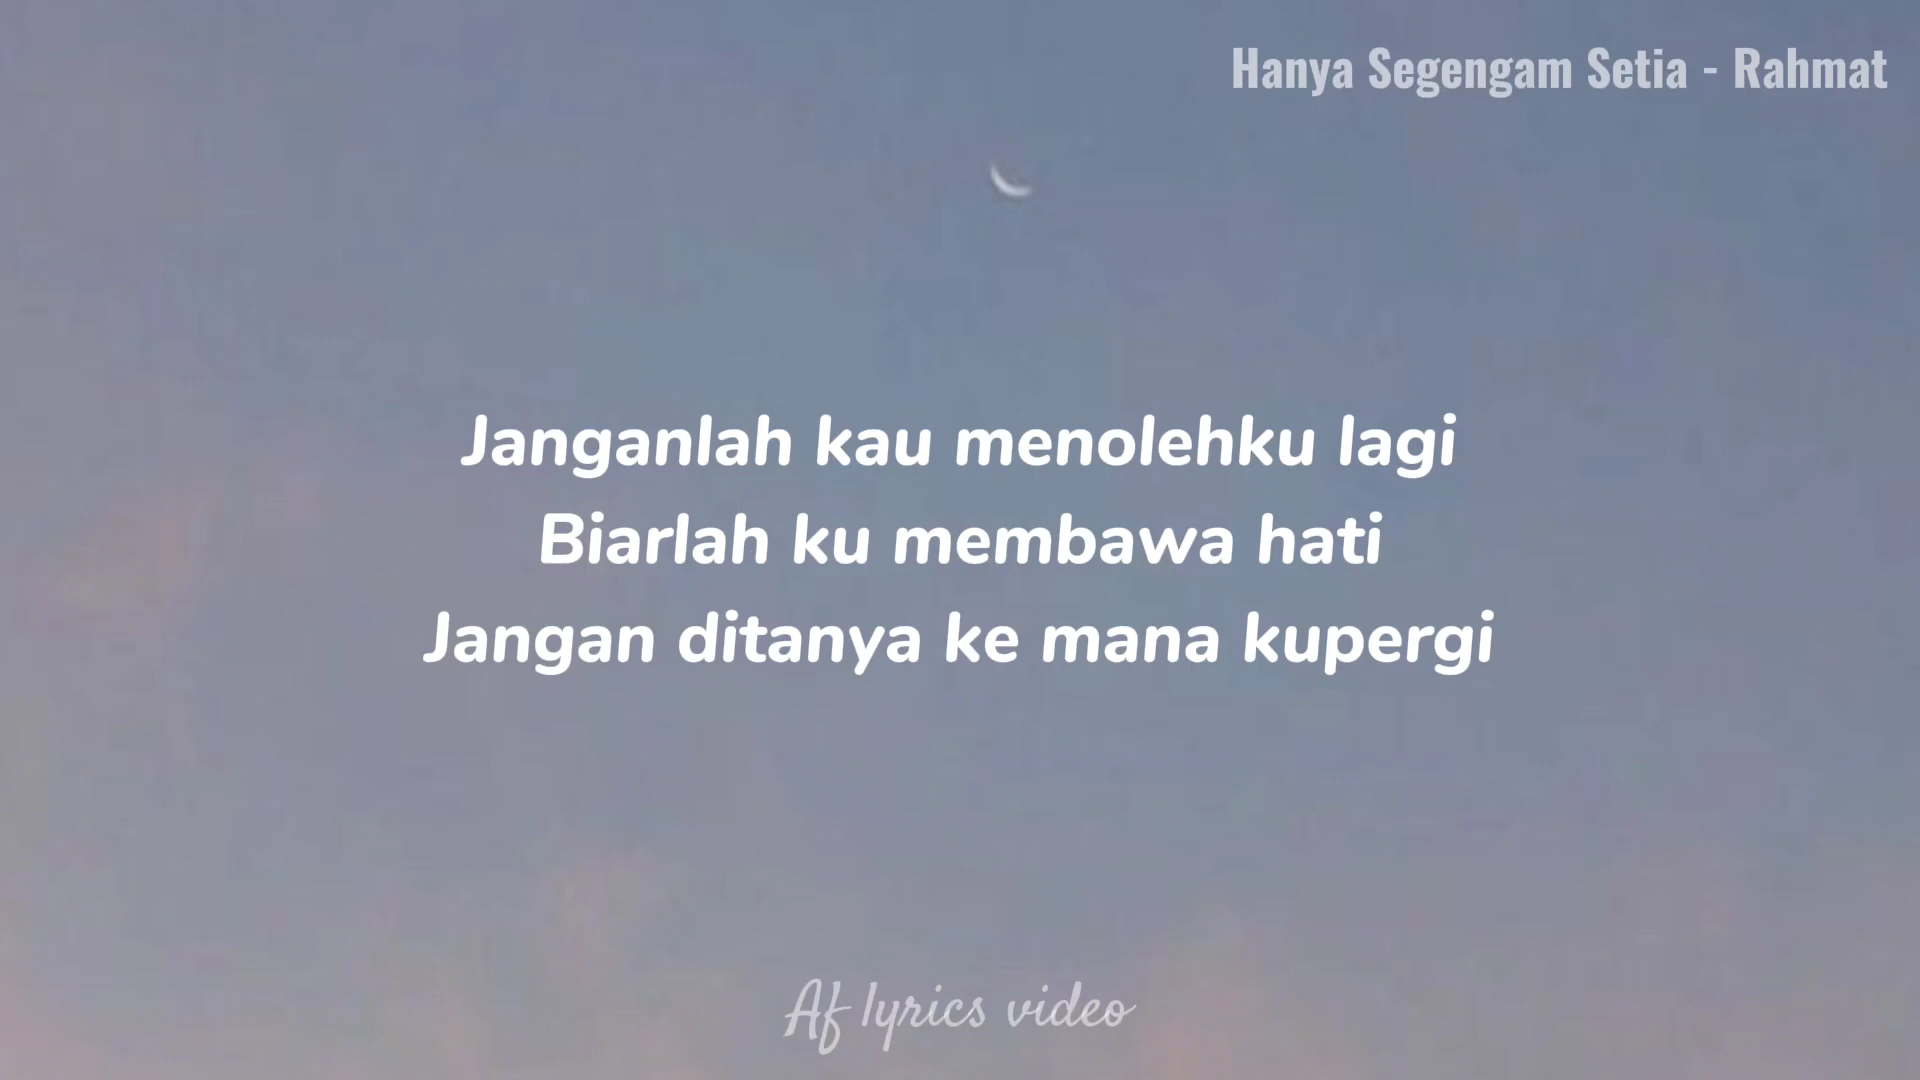 Hanya Segengam Setia - Rahmat
Janganlah kau menolehku lagi
Biarlah ku membawa hati
Jangan ditanya ke mana kupergi
Af lyrics video